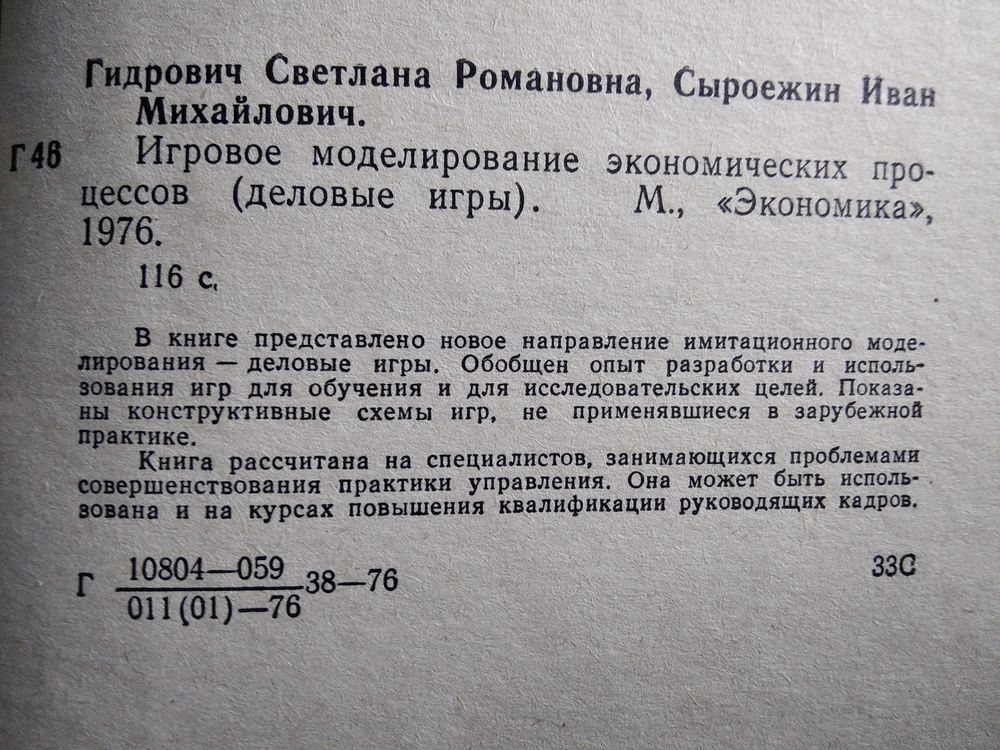 Гидрович Светлана Романовна, Сыроежин Иван
Михайлович.
Г 46 Игровое моделирование экономических про-
цессов (деловые игры). М., «Экономика»,
1976.
116 с.
В книге представлено новое направление имитационного моде-
лирования — деловые игры. Обобщен опыт разработки и исполь-
зования игр для обучения и для исследовательских целей. Показа-
ны конструктивные схемы игр, не применявшиеся в зарубежной
практике.
Книга рассчитана на специалистов, занимающихся проблемами
совершенствования практики управления. Она может быть исполь-
зована и на курсах повышения квалификации руководящих кадров.
10804—059
Г 38—76 33С
011(01)—76